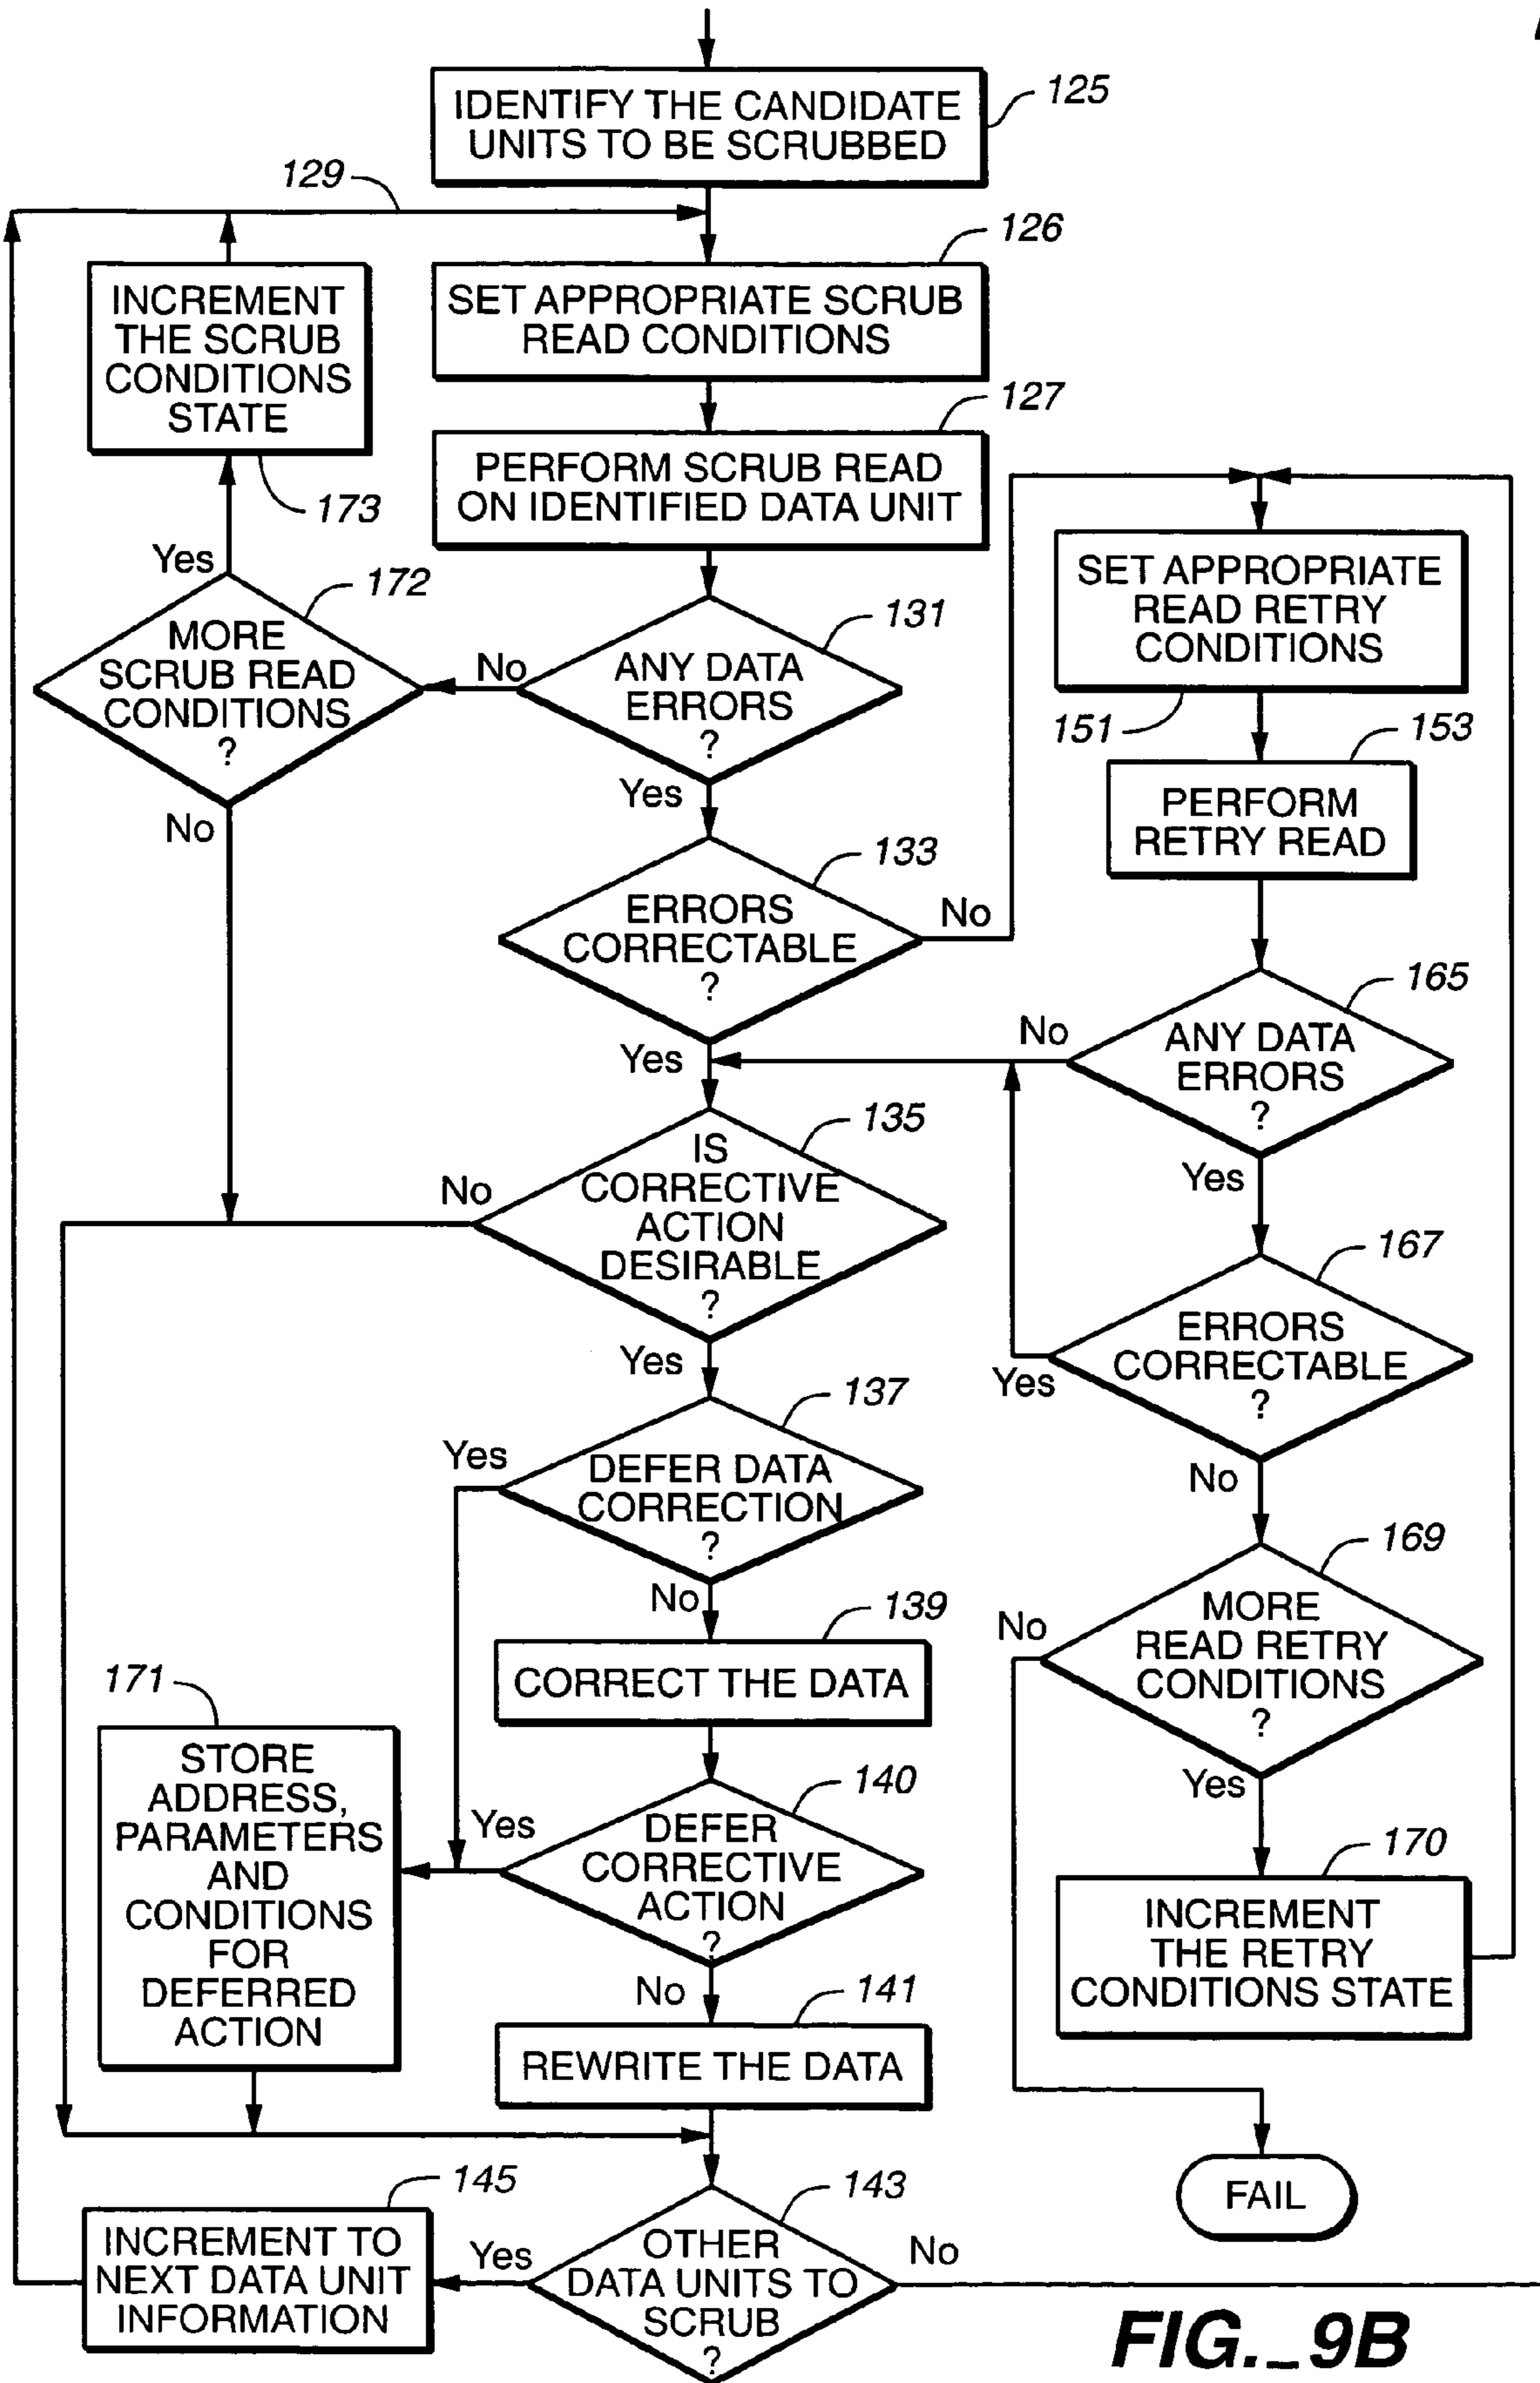 IDENTIFY THE CANDIDATE
UNITS TO BE SCRUBBED
125
129
126
SET APPROPRIATE SCRUB
READ CONDITIONS
INCREMENT
THE SCRUB
CONDITIONS
STATE
173
127
PERFORM SCRUB READ
ON IDENTIFIED DATA UNIT
Yes
172
MORE
SCRUB READ
CONDITIONS
?
No
No
131
ANY DATA
ERRORS
?
Yes
133
ERRORS
CORRECTABLE
?
No
Yes
SET APPROPRIATE
READ RETRY
CONDITIONS
151
153
PERFORM
RETRY READ
165
ANY DATA
ERRORS
?
No
Yes
135
IS
CORRECTIVE
ACTION
DESIRABLE
?
No
Yes
167
ERRORS
CORRECTABLE
?
Yes
No
137
DEFER DATA
CORRECTION
?
Yes
No
139
CORRECT THE DATA
169
MORE
READ RETRY
CONDITIONS
?
No
Yes
171
STORE
ADDRESS,
PARAMETERS
AND
CONDITIONS
FOR
DEFERRED
ACTION
140
DEFER
CORRECTIVE
ACTION
?
Yes
No
170
INCREMENT
THE RETRY
CONDITIONS STATE
141
REWRITE THE DATA
FAIL
145
INCREMENT TO
NEXT DATA UNIT
INFORMATION
Yes
143
OTHER
DATA UNITS TO
SCRUB
?
No
FIG._9B